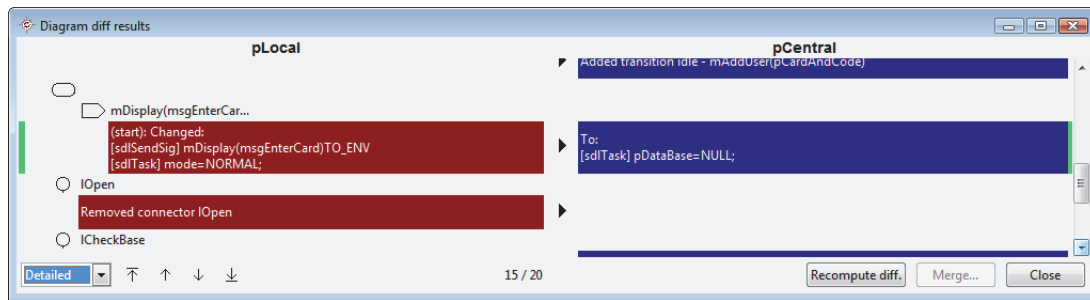 Diagram diff results
pLocal
pCentral
Added transition idle - mAddUser(pCardAndCode)
mDisplay(msgEnterCar...
(start): Changed:
[sdlSendSig] mDisplay(msgEnterCard)TO_ENV
[sdlTask] mode=NORMAL;
To:
[sdlTask] pDataBase=NULL;
lOpen
Removed connector lOpen
lCheckBase
Detailed
15 / 20
Recompute diff.
Merge...
Close